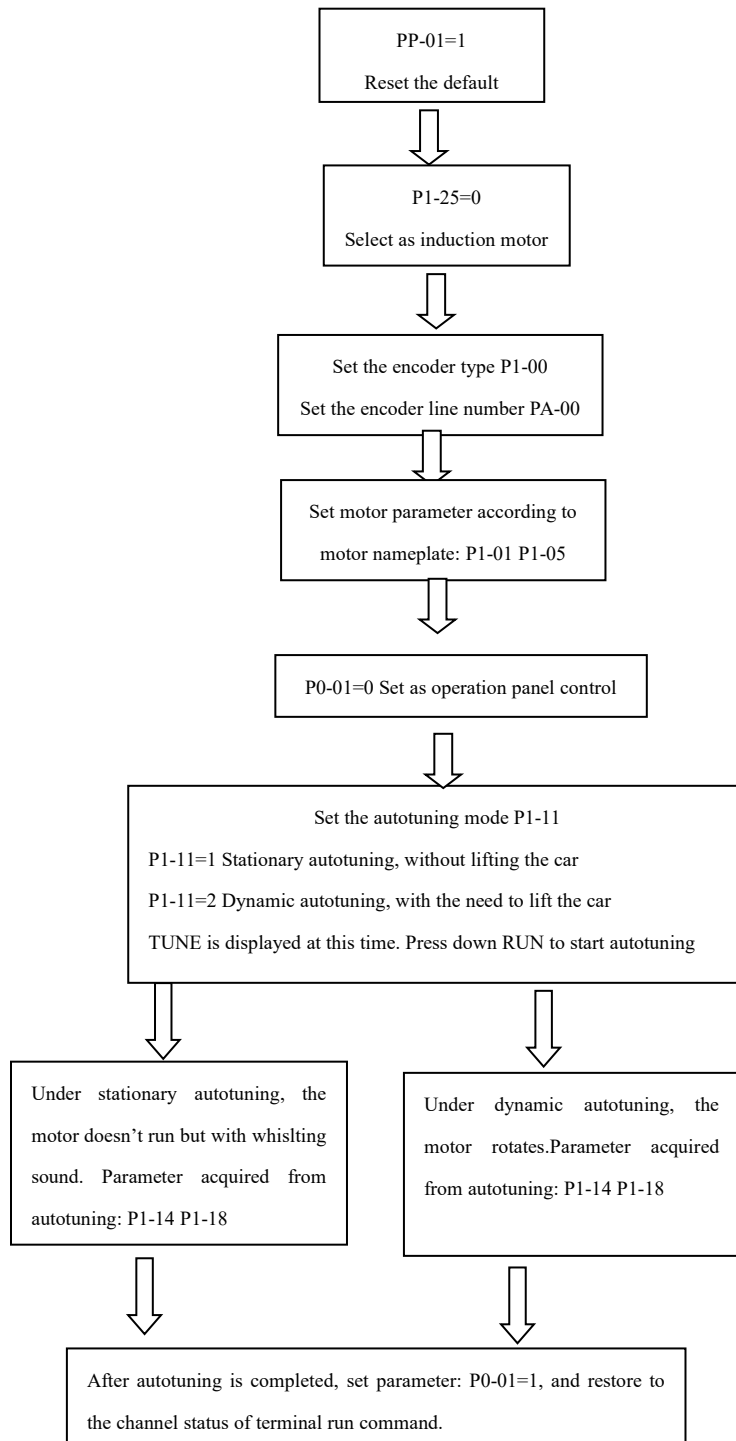 PP-01=1
Reset the default
P1-25=0
Select as induction motor
Set the encoder type P1-00
Set the encoder line number PA-00
Set motor parameter according to
motor nameplate: P1-01 P1-05
P0-01=0 Set as operation panel control
Set the autotuning mode P1-11
P1-11=1 Stationary autotuning, without lifting the car
P1-11=2 Dynamic autotuning, with the need to lift the car
TUNE is displayed at this time. Press down RUN to start autotuning
Under stationary autotuning, the
motor doesn’t run but with whislting
sound. Parameter acquired from
autotuning: P1-14 P1-18
Under dynamic autotuning, the
motor rotates.Parameter acquired
from autotuning: P1-14 P1-18
After autotuning is completed, set parameter: P0-01=1, and restore to
the channel status of terminal run command.